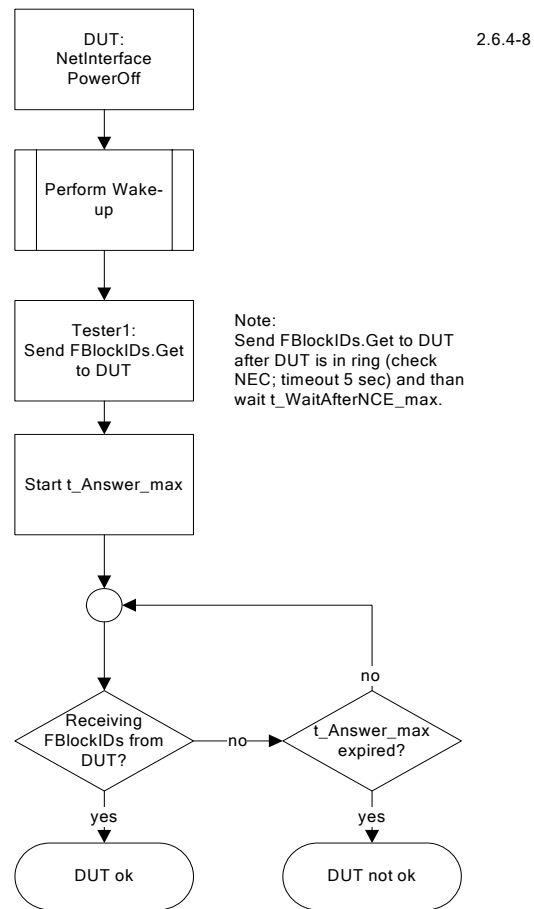 DUT:
NetInterface
PowerOff
2.6.4-8
Perform Wake-
up
Tester1:
Send FBlockIDs.Get
to DUT
Note:
Send FBlockIDs.Get to DUT
after DUT is in ring (check
NEC; timeout 5 sec) and than
wait t_WaitAfterNCE_max.
Start t_Answer_max
no
Receiving
FBlockIDs from
DUT?
no
t_Answer_max
expired?
yes
yes
DUT ok
DUT not ok